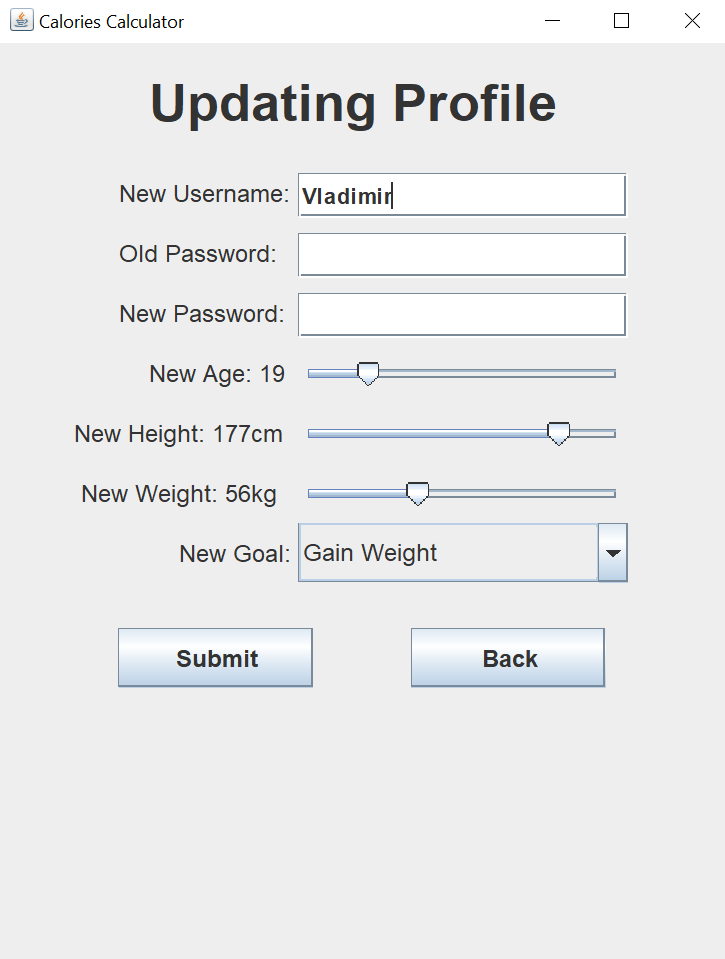 Calories Calculator
Updating Profile
New Username: Vladimir
Old Password:
New Password:
New Age: 19
New Height: 177cm
New Weight: 56kg
New Goal: Gain Weight
Submit Back